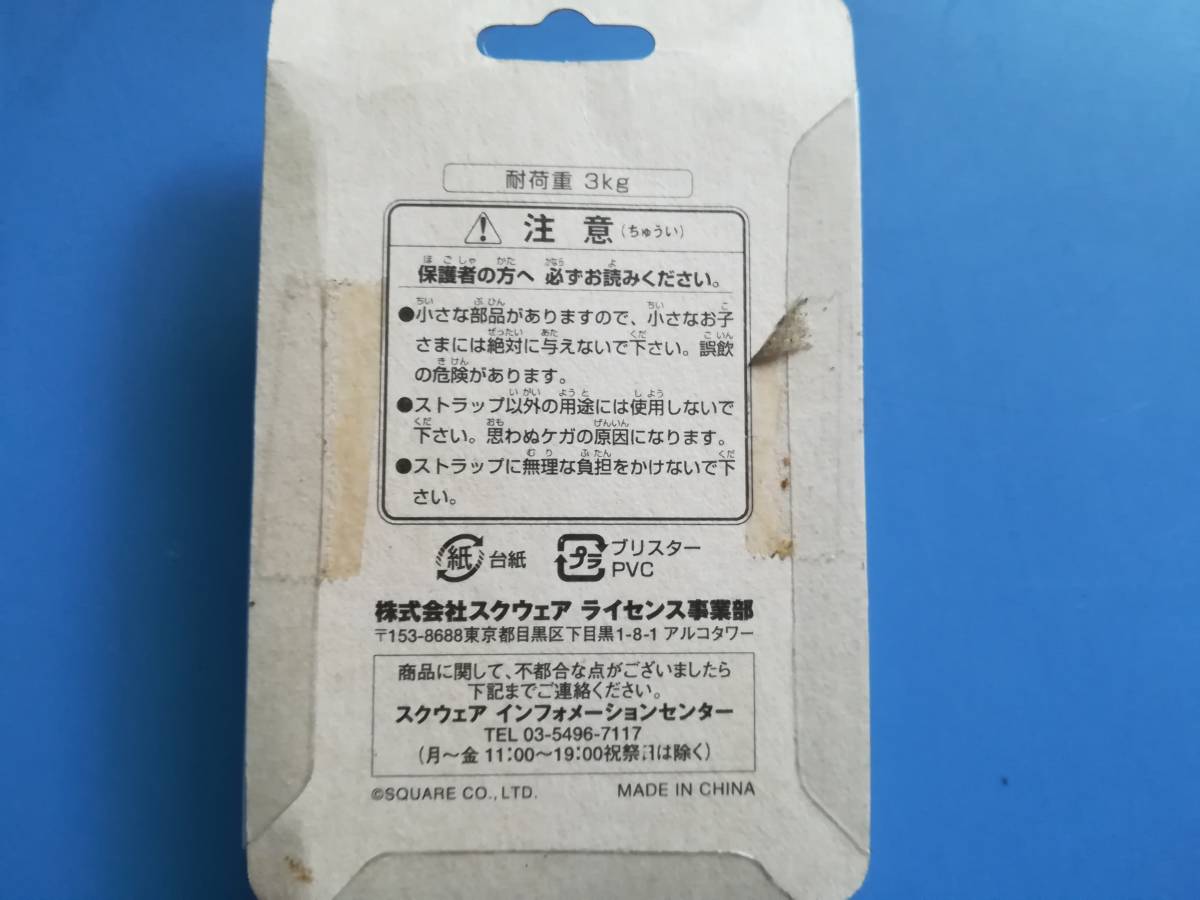 耐荷重 3kg
注 意 (ちゅうい)
保護者の方へ 必ずお読みください。
●小さな部品がありますので、小さなお子
さまには絶対に与えないで下さい。誤飲
の危険があります。
●ストラップ以外の用途には使用しないで
下さい。思わぬケガの原因になります。
●ストラップに無理な負担をかけないで下
さい。
紙 台紙 プラ ブリスター
PVC
株式会社スクウェア ライセンス事業部
〒153-8688東京都目黒区下目黒1-8-1 アルコタワー
商品に関して、不都合な点がございましたら
下記までご連絡ください。
スクウェア インフォメーションセンター
TEL 03-5496-7117
(月〜金 11:00〜19:00祝祭日は除く)
©SQUARE CO., LTD. MADE IN CHINA